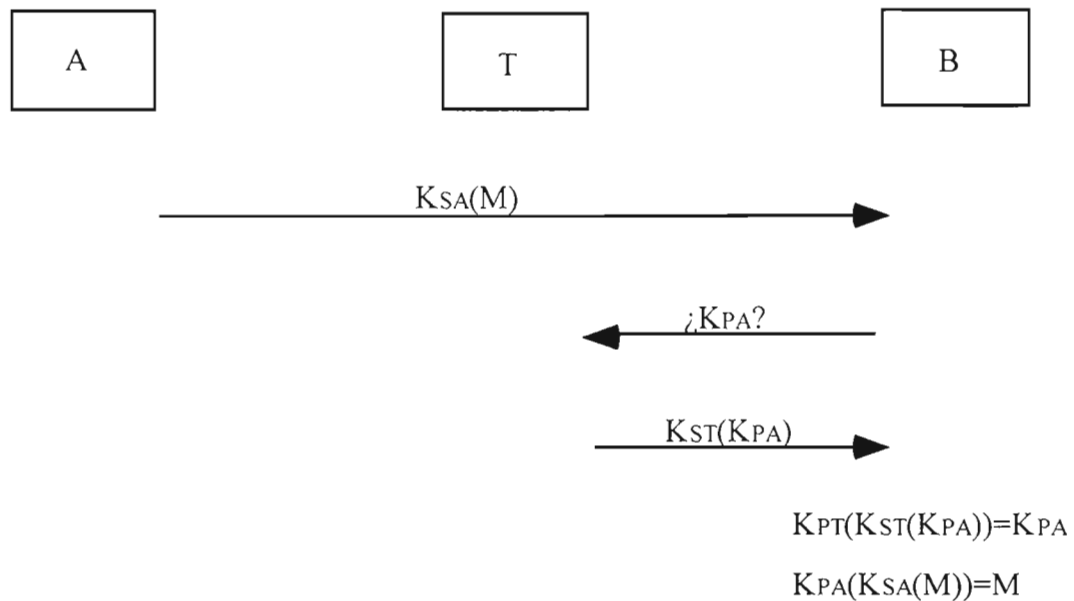 A
T
B
KSA(M)
¿KPA?
KST(KPA)
KPT(KST(KPA))=KPA
KPA(KSA(M))=M